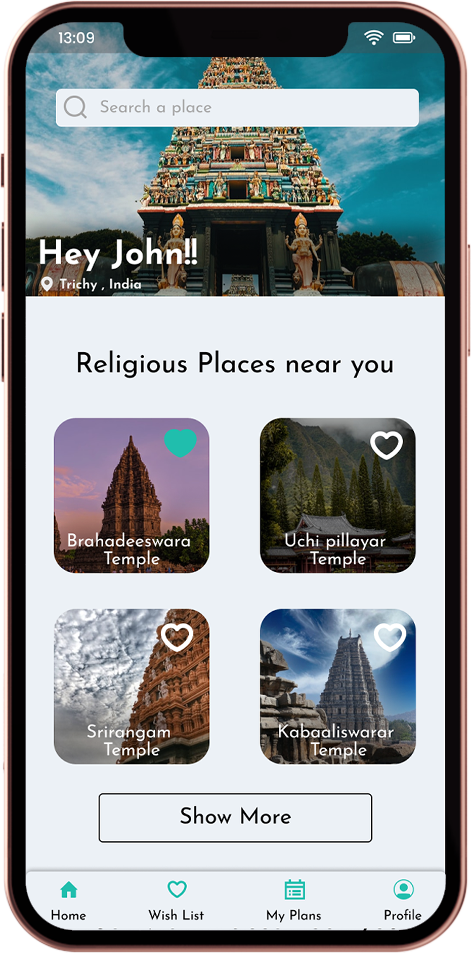 13:09
Search a place
Hey John!!
Trichy , India
Religious Places near you
Brahadeeswara
Temple
Uchi pillayar
Temple
Srirangam
Temple
Kabaaliswarar
Temple
Show More
Home
Wish List
My Plans
Profile